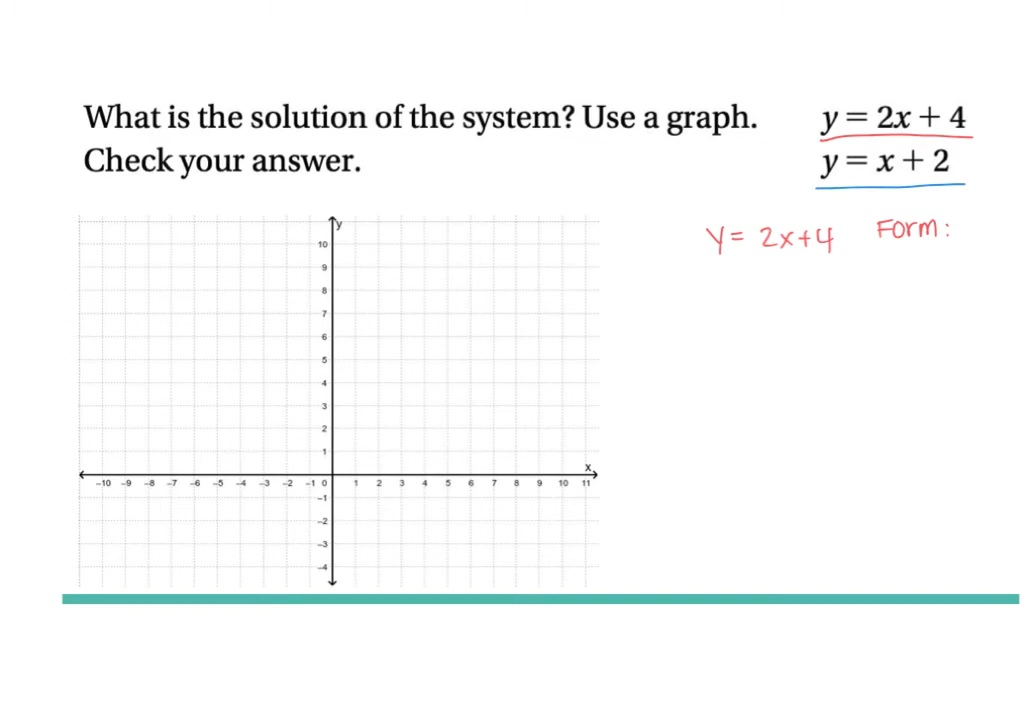 What is the solution of the system? Use a graph.
Check your answer.
y = 2x + 4
y = x + 2
y = 2x+4 Form:
y
10
9
8
7
6
5
4
3
2
1
x
−10 −9 −8 −7 −6 −5 −4 −3 −2 −1 0 1 2 3 4 5 6 7 8 9 10 11
−1
−2
−3
−4